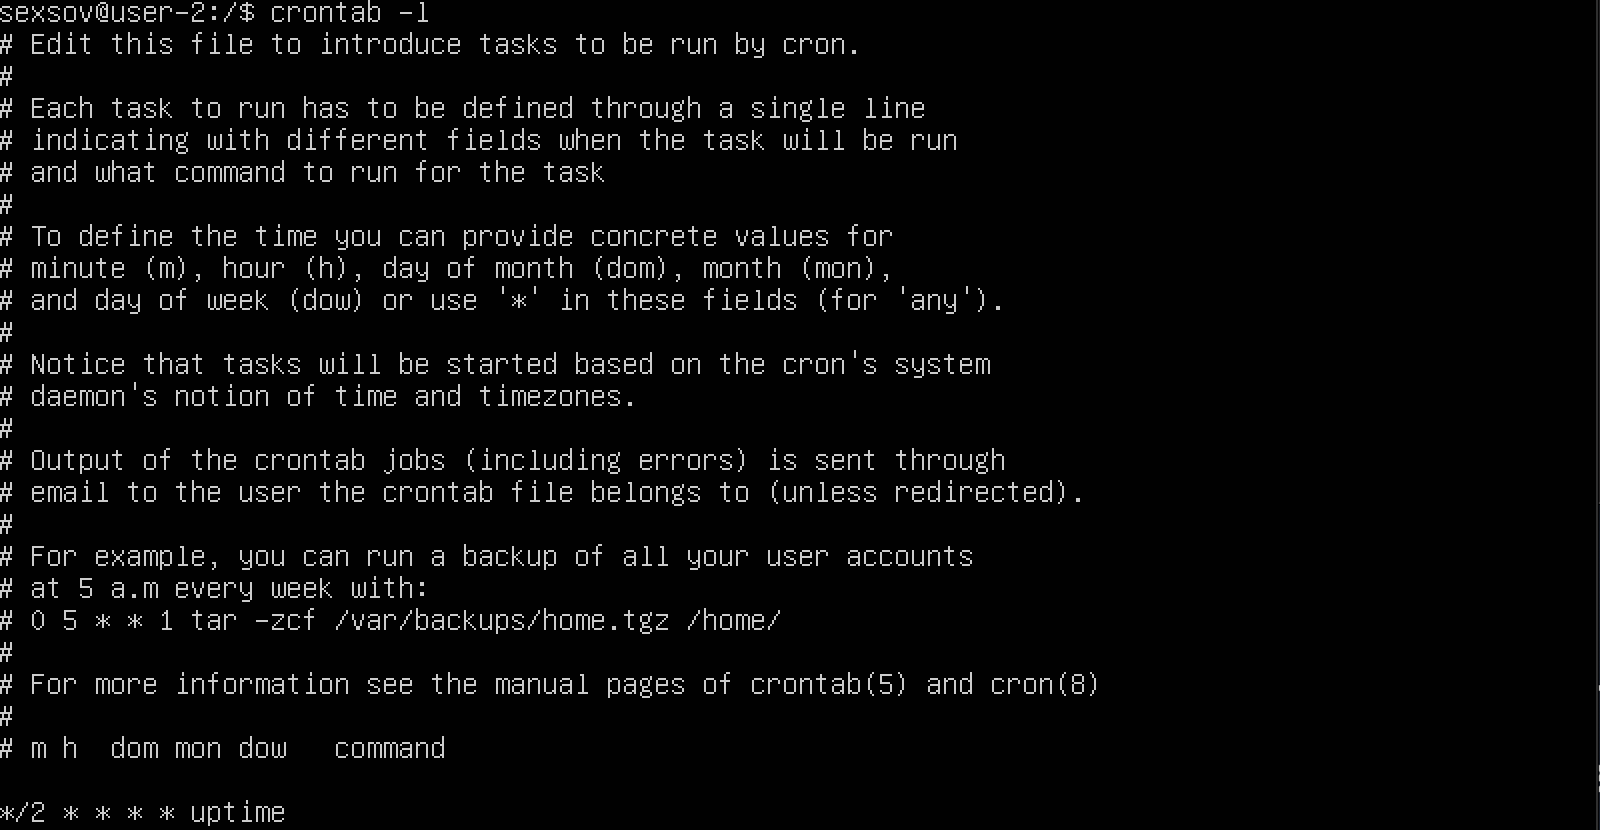 sexsov@user-2:/$ crontab -l
# Edit this file to introduce tasks to be run by cron.
#
# Each task to run has to be defined through a single line
# indicating with different fields when the task will be run
# and what command to run for the task
#
# To define the time you can provide concrete values for
# minute (m), hour (h), day of month (dom), month (mon),
# and day of week (dow) or use '*' in these fields (for 'any').
#
# Notice that tasks will be started based on the cron's system
# daemon's notion of time and timezones.
#
# Output of the crontab jobs (including errors) is sent through
# email to the user the crontab file belongs to (unless redirected).
#
# For example, you can run a backup of all your user accounts
# at 5 a.m every week with:
# 0 5 * * 1 tar -zcf /var/backups/home.tgz /home/
#
# For more information see the manual pages of crontab(5) and cron(8)
#
# m h  dom mon dow   command

*/2 * * * * uptime